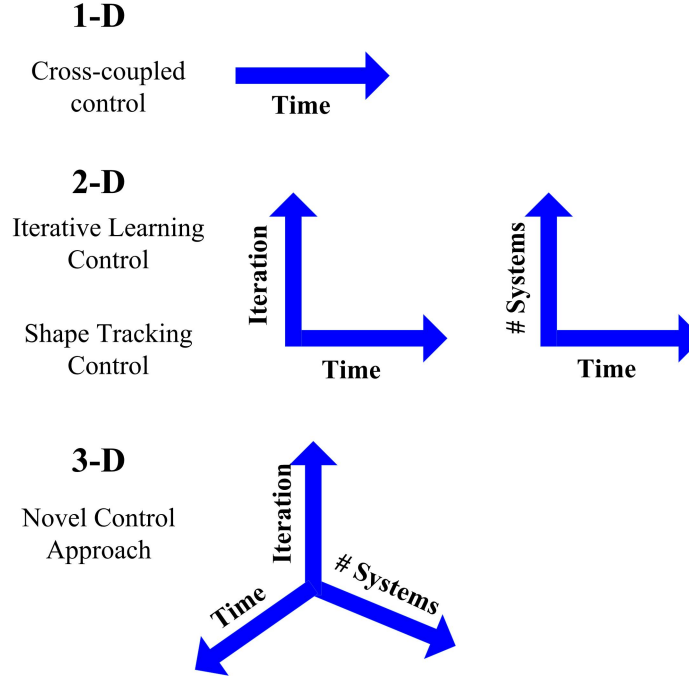 1-D
Cross-coupled
control
Time
2-D
Iterative Learning
Control
Shape Tracking
Control
Iteration
Time
# Systems
Time
3-D
Novel Control
Approach
Iteration
Time
# Systems